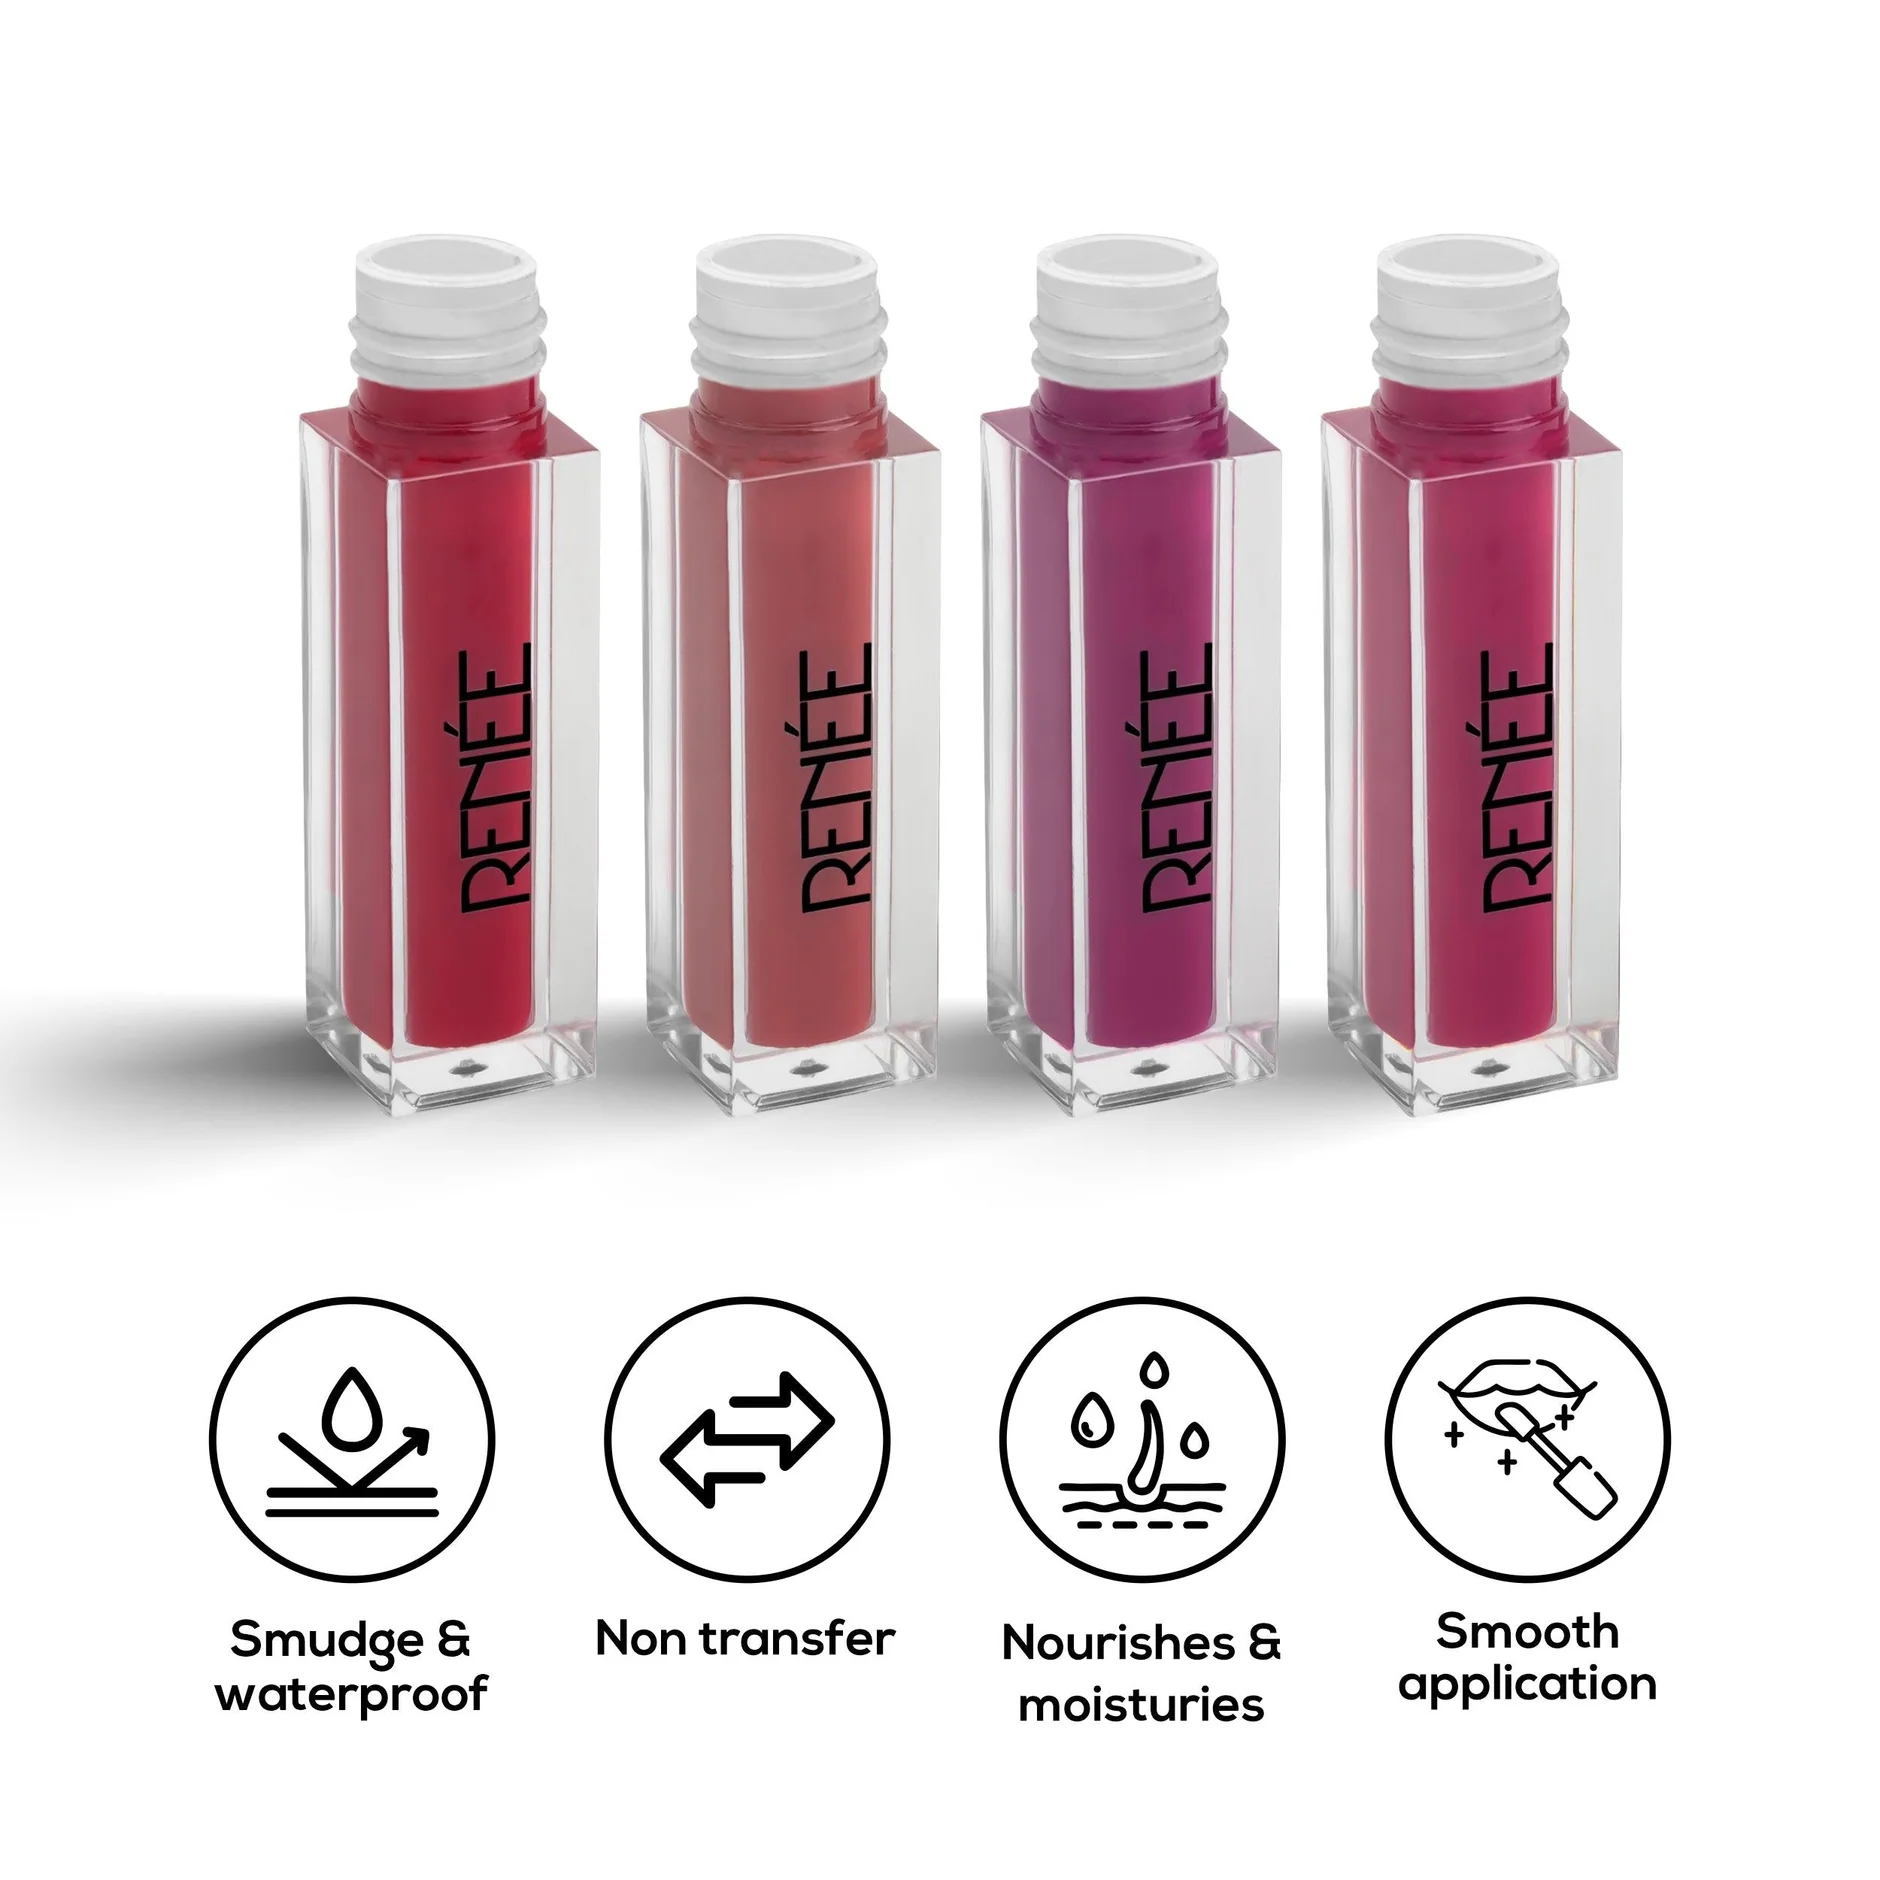 RENÉE
RENÉE
RENÉE
RENÉE
Smudge &
waterproof
Non transfer
Nourishes &
moisturies
Smooth
application